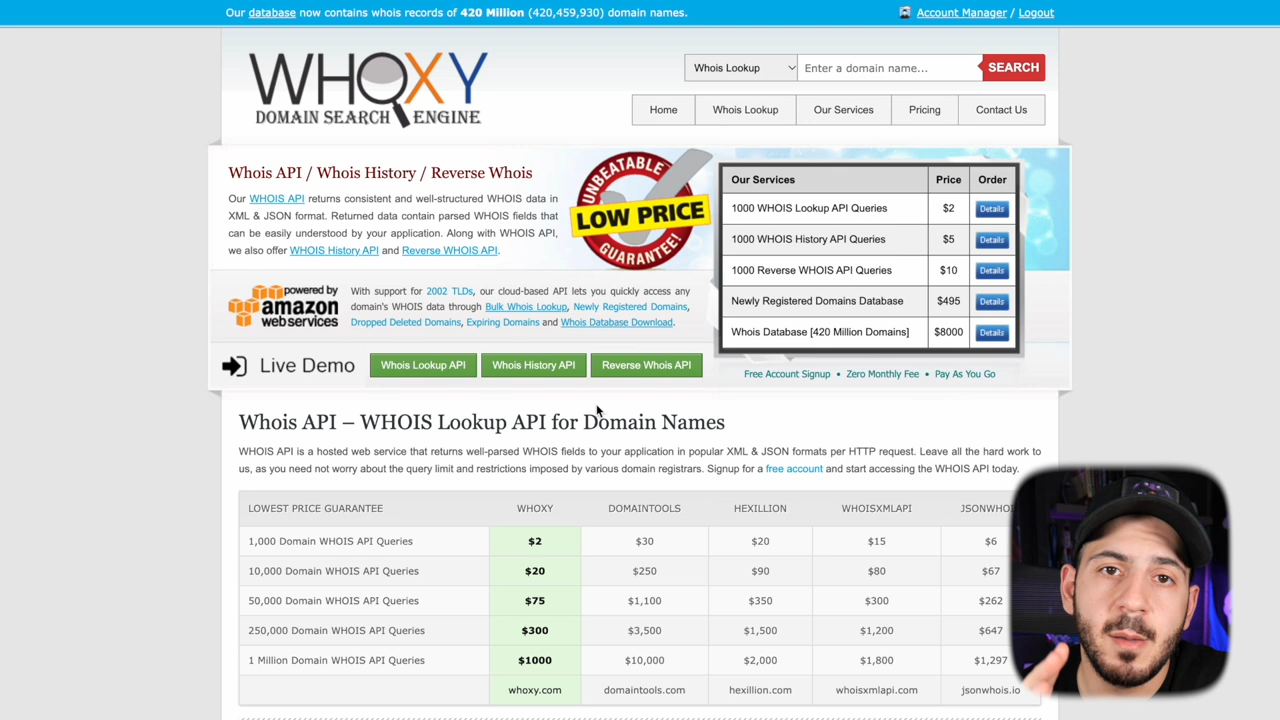 Our database now contains whois records of 420 Million (420,459,930) domain names.
Account Manager / Logout
WHOXY
DOMAIN SEARCH ENGINE
Whois Lookup
Enter a domain name...
SEARCH
Home
Whois Lookup
Our Services
Pricing
Contact Us
Whois API / Whois History / Reverse Whois
Our WHOIS API returns consistent and well-structured WHOIS data in
XML & JSON format. Returned data contain parsed WHOIS fields that
can be easily understood by your application. Along with WHOIS API,
we also offer WHOIS History API and Reverse WHOIS API.
UNBEATABLE
LOW PRICE
GUARANTEE!
Our Services Price Order
1000 WHOIS Lookup API Queries $2 Details
1000 WHOIS History API Queries $5 Details
1000 Reverse WHOIS API Queries $10 Details
Newly Registered Domains Database $495 Details
Whois Database [420 Million Domains] $8000 Details
powered by
amazon
web services
With support for 2002 TLDs, our cloud-based API lets you quickly access any
domain's WHOIS data through Bulk Whois Lookup, Newly Registered Domains,
Dropped Deleted Domains, Expiring Domains and Whois Database Download.
Live Demo
Whois Lookup API
Whois History API
Reverse Whois API
Free Account Signup • Zero Monthly Fee • Pay As You Go
Whois API – WHOIS Lookup API for Domain Names
WHOIS API is a hosted web service that returns well-parsed WHOIS fields to your application in popular XML & JSON formats per HTTP request. Leave all the hard work to
us, as you need not worry about the query limit and restrictions imposed by various domain registrars. Signup for a free account and start accessing the WHOIS API today.
LOWEST PRICE GUARANTEE WHOXY DOMAINTOOLS HEXILLION WHOISXMLAPI JSONWHOI
1,000 Domain WHOIS API Queries $2 $30 $20 $15 $6
10,000 Domain WHOIS API Queries $20 $250 $90 $80 $67
50,000 Domain WHOIS API Queries $75 $1,100 $350 $300 $262
250,000 Domain WHOIS API Queries $300 $3,500 $1,500 $1,200 $647
1 Million Domain WHOIS API Queries $1000 $10,000 $2,000 $1,800 $1,297
whoxy.com domaintools.com hexillion.com whoisxmlapi.com jsonwhois.io